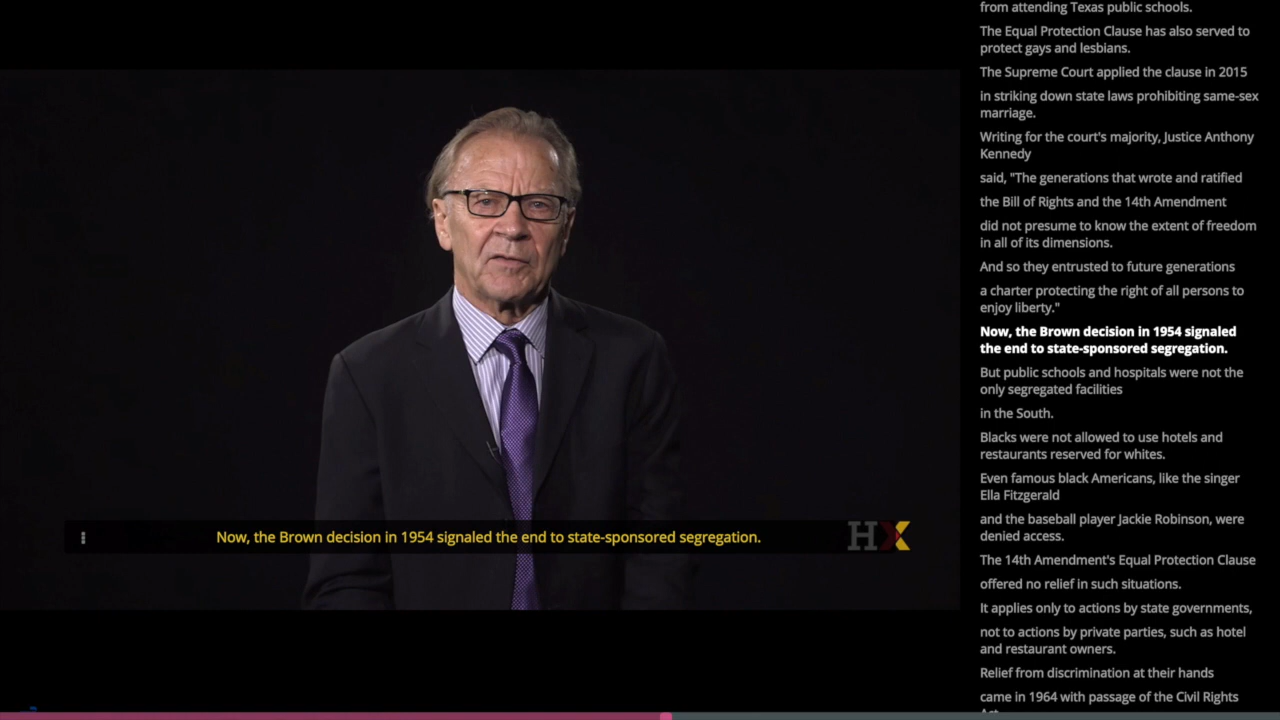 from attending Texas public schools.
The Equal Protection Clause has also served to
protect gays and lesbians.
The Supreme Court applied the clause in 2015
in striking down state laws prohibiting same-sex
marriage.
Writing for the court's majority, Justice Anthony
Kennedy
said, "The generations that wrote and ratified
the Bill of Rights and the 14th Amendment
did not presume to know the extent of freedom
in all of its dimensions.
And so they entrusted to future generations
a charter protecting the right of all persons to
enjoy liberty."
Now, the Brown decision in 1954 signaled
the end to state-sponsored segregation.
But public schools and hospitals were not the
only segregated facilities
in the South.
Blacks were not allowed to use hotels and
restaurants reserved for whites.
Even famous black Americans, like the singer
Ella Fitzgerald
and the baseball player Jackie Robinson, were
denied access.
The 14th Amendment's Equal Protection Clause
offered no relief in such situations.
It applies only to actions by state governments,
not to actions by private parties, such as hotel
and restaurant owners.
Relief from discrimination at their hands
came in 1964 with passage of the Civil Rights
Act
Now, the Brown decision in 1954 signaled the end to state-sponsored segregation.
HX